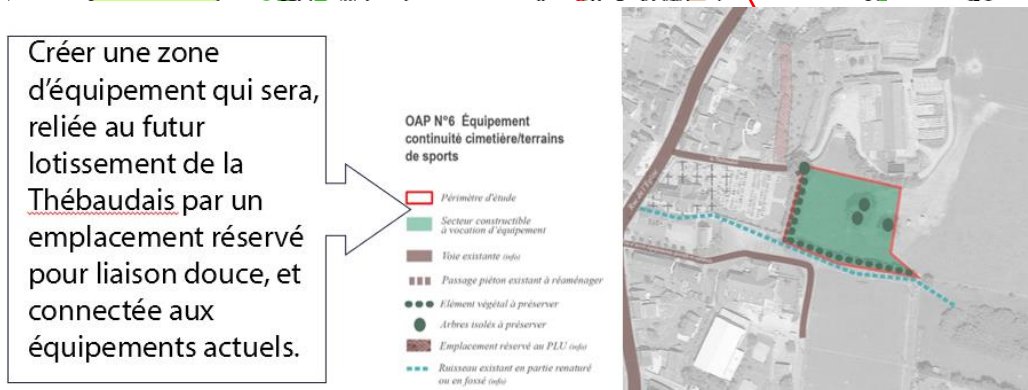 Créer une zone
d'équipement qui sera,
reliée au futur
lotissement de la
Thébaudais par un
emplacement réservé
pour liaison douce, et
connectée aux
équipements actuels.
OAP N°6 Équipement
continuité cimetière/terrains
de sports
Périmètre d'étude
Secteur constructible
à vocation d'équipement
Voie existante (info)
Passage piéton existant à réaménager
Elément végétal à préserver
Arbres isolés à préserver
Emplacement réservé au PLU (info)
Ruisseau existant en partie renaturé
ou en fossé (info)